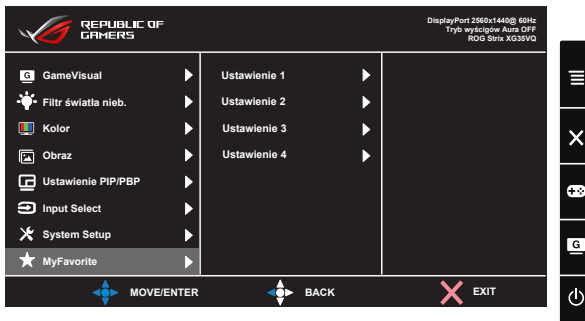 REPUBLIC OF
GAMERS
DisplayPort 2560x1440@ 60Hz
Tryb wyścigów Aura OFF
ROG Strix XG35VQ
G GameVisual
Filtr światła nieb.
Kolor
Obraz
Ustawienie PIP/PBP
Input Select
System Setup
MyFavorite
Ustawienie 1
Ustawienie 2
Ustawienie 3
Ustawienie 4
MOVE/ENTER
BACK
EXIT
G